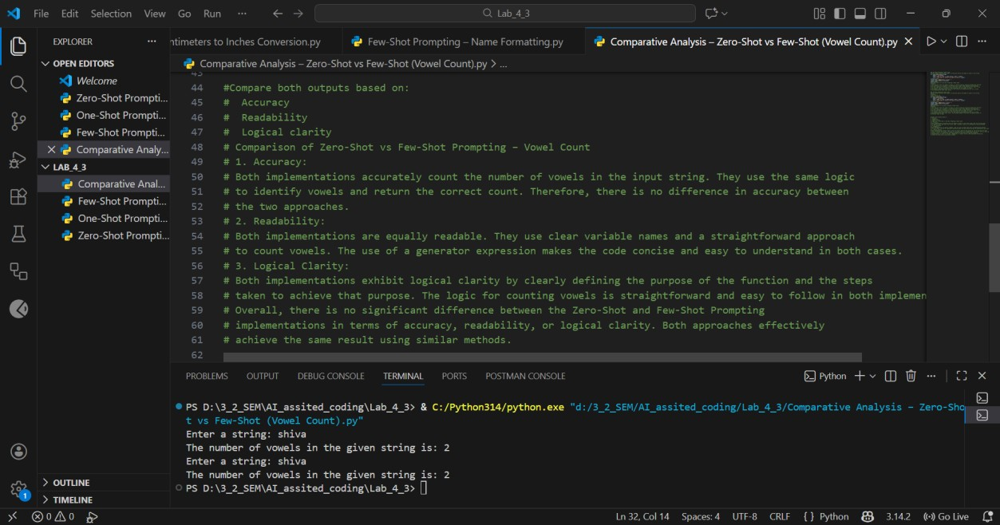 File Edit Selection View Go Run ··· Lab_4_3
EXPLORER ···
OPEN EDITORS
Welcome
Zero-Shot Prompti...
One-Shot Prompti...
Few-Shot Prompti...
Comparative Analy...
LAB_4_3
Comparative Anal...
Few-Shot Prompti...
One-Shot Prompti...
Zero-Shot Prompti...
OUTLINE
TIMELINE
ntimeters to Inches Conversion.py Few-Shot Prompting – Name Formatting.py Comparative Analysis – Zero-Shot vs Few-Shot (Vowel Count).py
Comparative Analysis – Zero-Shot vs Few-Shot (Vowel Count).py > ...
43
44 #Compare both outputs based on:
45 #  Accuracy
46 #  Readability
47 #  Logical clarity
48 # Comparison of Zero-Shot vs Few-Shot Prompting – Vowel Count
49 # 1. Accuracy:
50 # Both implementations accurately count the number of vowels in the input string. They use the same logic
51 # to identify vowels and return the correct count. Therefore, there is no difference in accuracy between
52 # the two approaches.
53 # 2. Readability:
54 # Both implementations are equally readable. They use clear variable names and a straightforward approach
55 # to count vowels. The use of a generator expression makes the code concise and easy to understand in both cases.
56 # 3. Logical Clarity:
57 # Both implementations exhibit logical clarity by clearly defining the purpose of the function and the steps
58 # taken to achieve that purpose. The logic for counting vowels is straightforward and easy to follow in both implemen
59 # Overall, there is no significant difference between the Zero-Shot and Few-Shot Prompting
60 # implementations in terms of accuracy, readability, or logical clarity. Both approaches effectively
61 # achieve the same result using similar methods.
62
PROBLEMS OUTPUT DEBUG CONSOLE TERMINAL PORTS POSTMAN CONSOLE Python
PS D:\3_2_SEM\AI_assited_coding\Lab_4_3> & C:/Python314/python.exe "d:/3_2_SEM/AI_assited_coding/Lab_4_3/Comparative Analysis – Zero-Sho
t vs Few-Shot (Vowel Count).py"
Enter a string: shiva
The number of vowels in the given string is: 2
Enter a string: shiva
The number of vowels in the given string is: 2
PS D:\3_2_SEM\AI_assited_coding\Lab_4_3>
1
0 0 Ln 32, Col 14 Spaces: 4 UTF-8 CRLF { } Python 3.14.2 Go Live